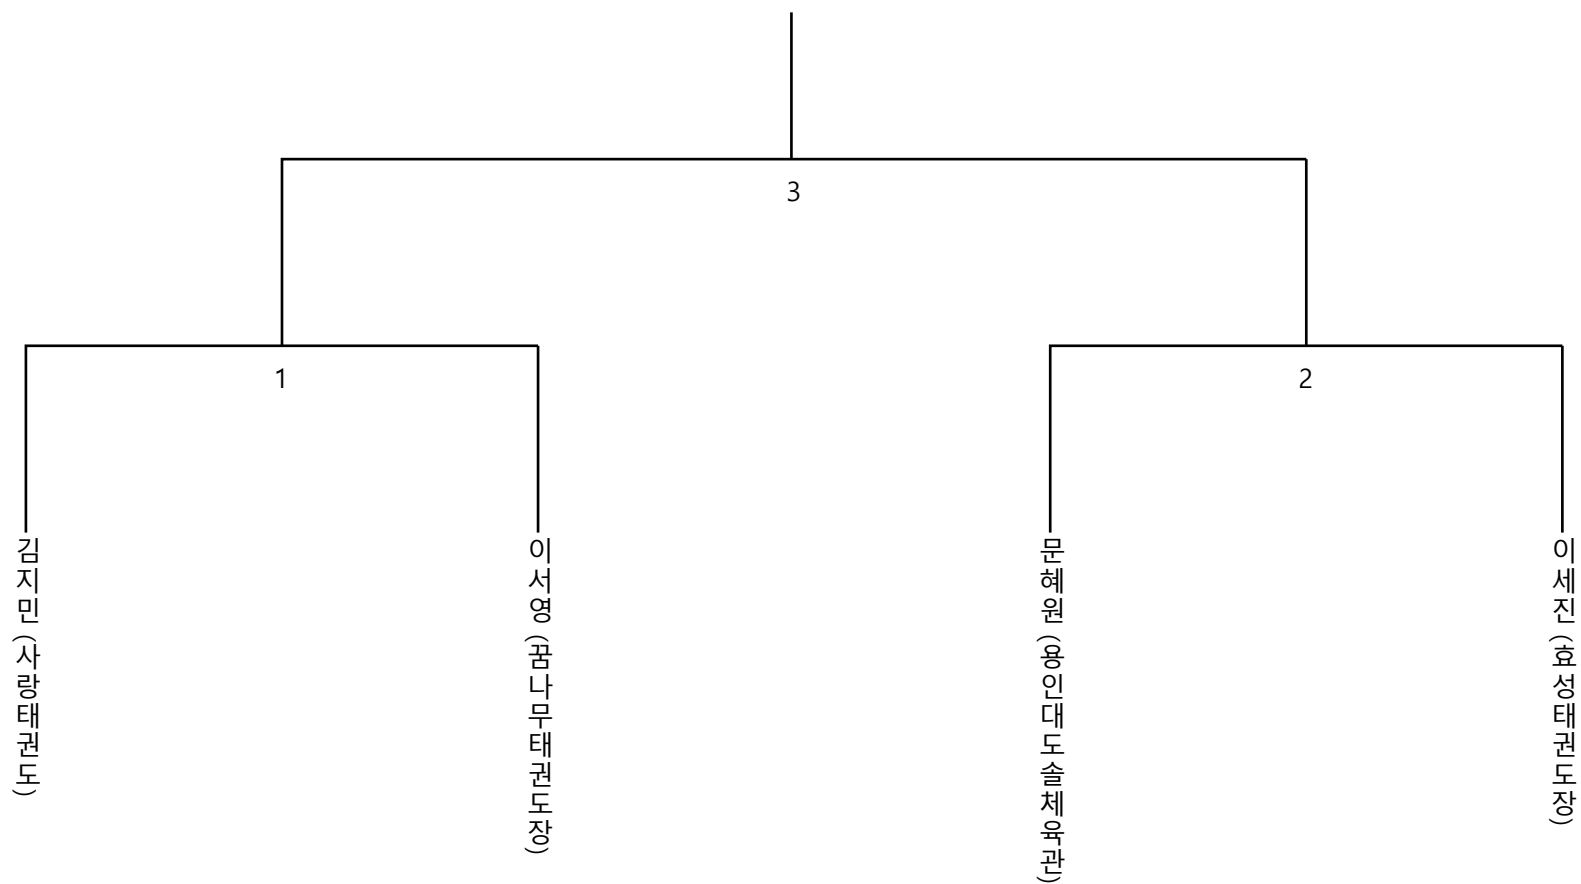 3
1
2
김지민 (사랑태권도)
이서영 (꿈나무태권도장)
문혜원 (용인대도솔체육관)
이세진 (효성태권도장)